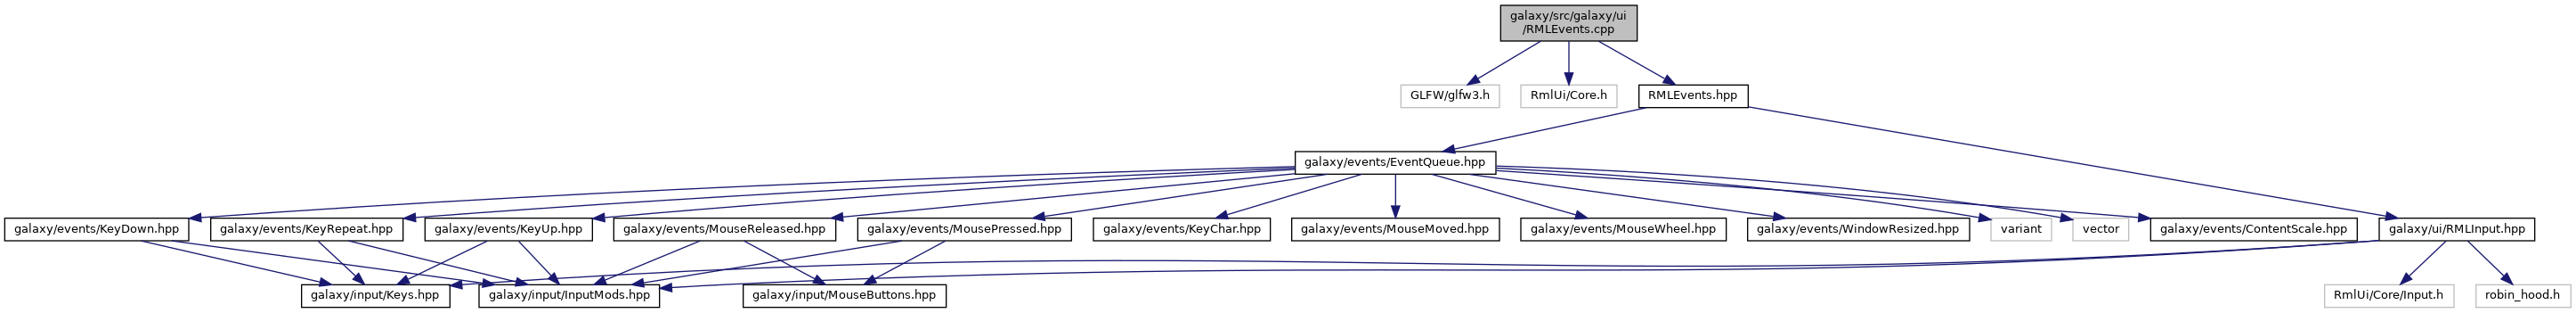 galaxy/src/galaxy/ui
/RMLEvents.cpp
GLFW/glfw3.h
RmlUi/Core.h
RMLEvents.hpp
galaxy/events/EventQueue.hpp
galaxy/events/KeyDown.hpp
galaxy/events/KeyRepeat.hpp
galaxy/events/KeyUp.hpp
galaxy/events/MouseReleased.hpp
galaxy/events/MousePressed.hpp
galaxy/events/KeyChar.hpp
galaxy/events/MouseMoved.hpp
galaxy/events/MouseWheel.hpp
galaxy/events/WindowResized.hpp
variant
vector
galaxy/events/ContentScale.hpp
galaxy/ui/RMLInput.hpp
galaxy/input/Keys.hpp
galaxy/input/InputMods.hpp
galaxy/input/MouseButtons.hpp
RmlUi/Core/Input.h
robin_hood.h